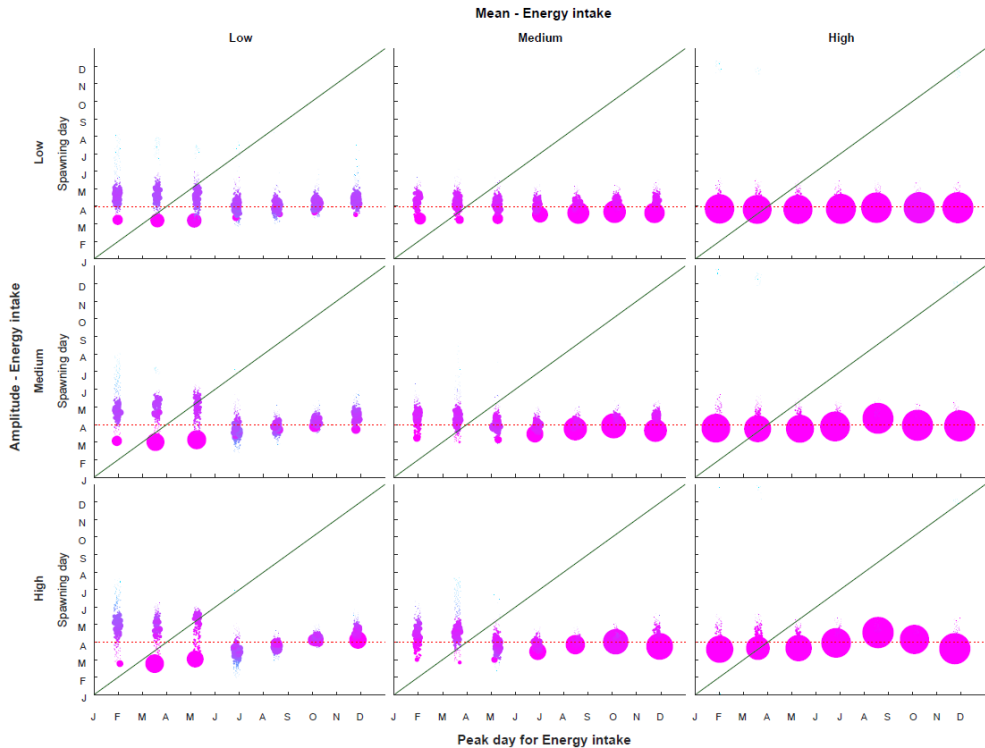 Mean - Energy intake
Low
Medium
High
Amplitude - Energy intake
Low
Spawning day
D
N
O
S
A
J
J
M
A
M
F
J
Medium
Spawning day
D
N
O
S
A
J
J
M
A
M
F
J
High
Spawning day
D
N
O
S
A
J
J
M
A
M
F
J
J F M A M J J A S O N D
J F M A M J J A S O N D
J F M A M J J A S O N D
Peak day for Energy intake